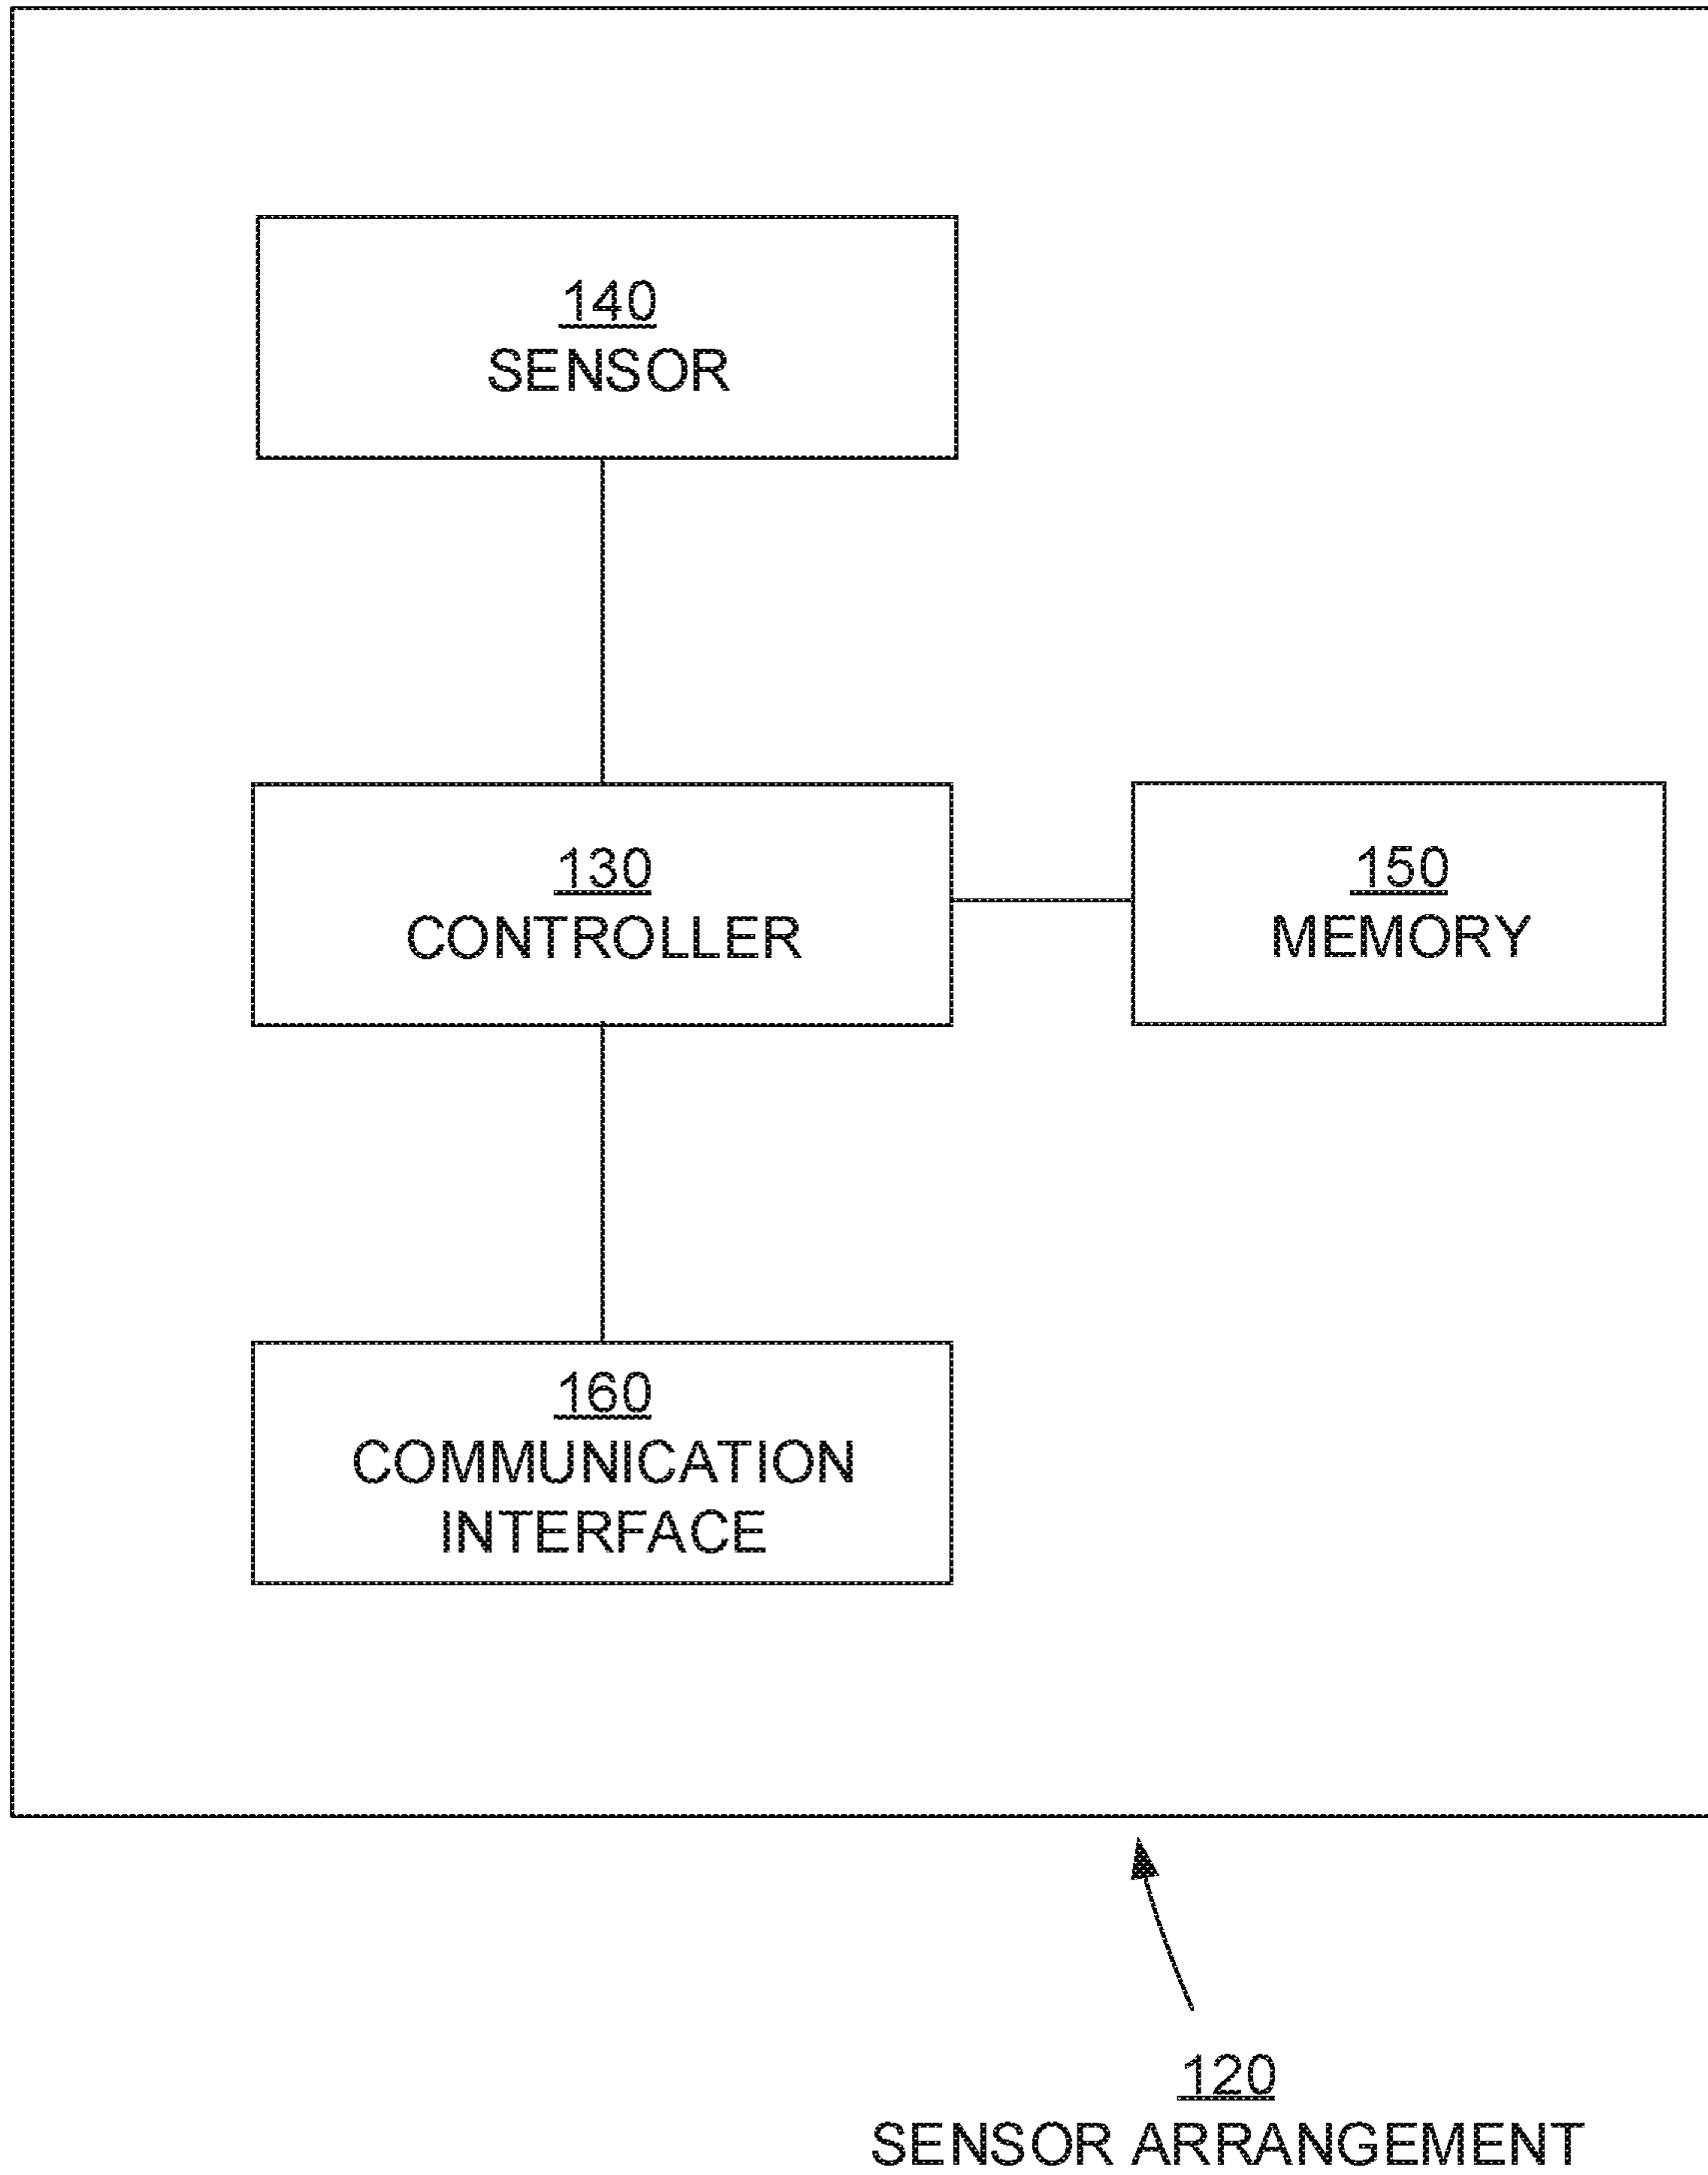 140
SENSOR
130
CONTROLLER
150
MEMORY
160
COMMUNICATION
INTERFACE
120
SENSOR ARRANGEMENT